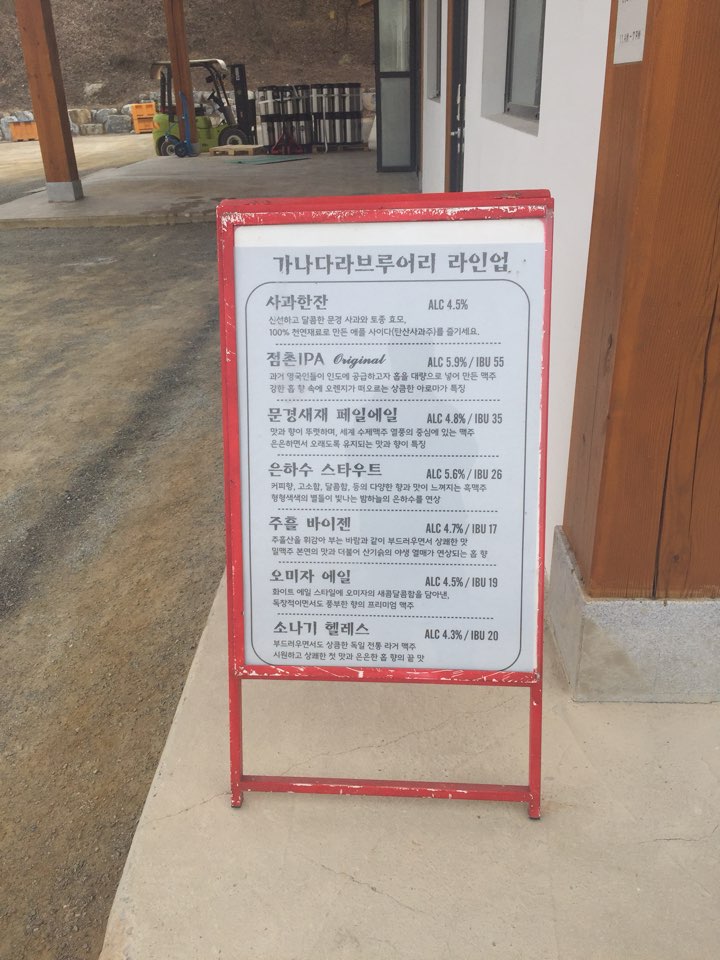 가나다라브루어리 라인업
사과한잔 ALC 4.5%
신선하고 달콤한 문경 사과와 토종 효모,
100% 천연재료로 만든 애플 사이다(탄산사과주)를 즐기세요.
점촌IPA Original ALC 5.9% / IBU 55
과거 영국인들이 인도에 공급하고자 홉을 대량으로 넣어 만든 맥주
강한 홉 향 속에 오렌지가 떠오르는 상큼한 아로마가 특징
문경새재 페일에일 ALC 4.8% / IBU 35
맛과 향이 뚜렷하며, 세계 수제맥주 열풍의 중심에 있는 맥주
은은하면서 오래도록 유지되는 맛과 향이 특징
은하수 스타우트 ALC 5.6% / IBU 26
커피향, 고소함, 달콤함, 등의 다양한 향과 맛이 느껴지는 흑맥주
형형색색의 별들이 빛나는 밤하늘의 은하수를 연상
주흘 바이젠 ALC 4.7% / IBU 17
주흘산을 휘감아 부는 바람과 같이 부드러우면서 상쾌한 맛
밀맥주 본연의 맛과 더불어 산기슭의 야생 열매가 연상되는 홉 향
오미자 에일 ALC 4.5% / IBU 19
화이트 에일 스타일에 오미자의 새콤달콤함을 담아낸,
독창적이면서도 풍부한 향의 프리미엄 맥주
소나기 헬레스 ALC 4.3% / IBU 20
부드러우면서도 상큼한 독일 전통 라거 맥주
시원하고 상쾌한 첫 맛과 은은한 홉 향의 끝 맛